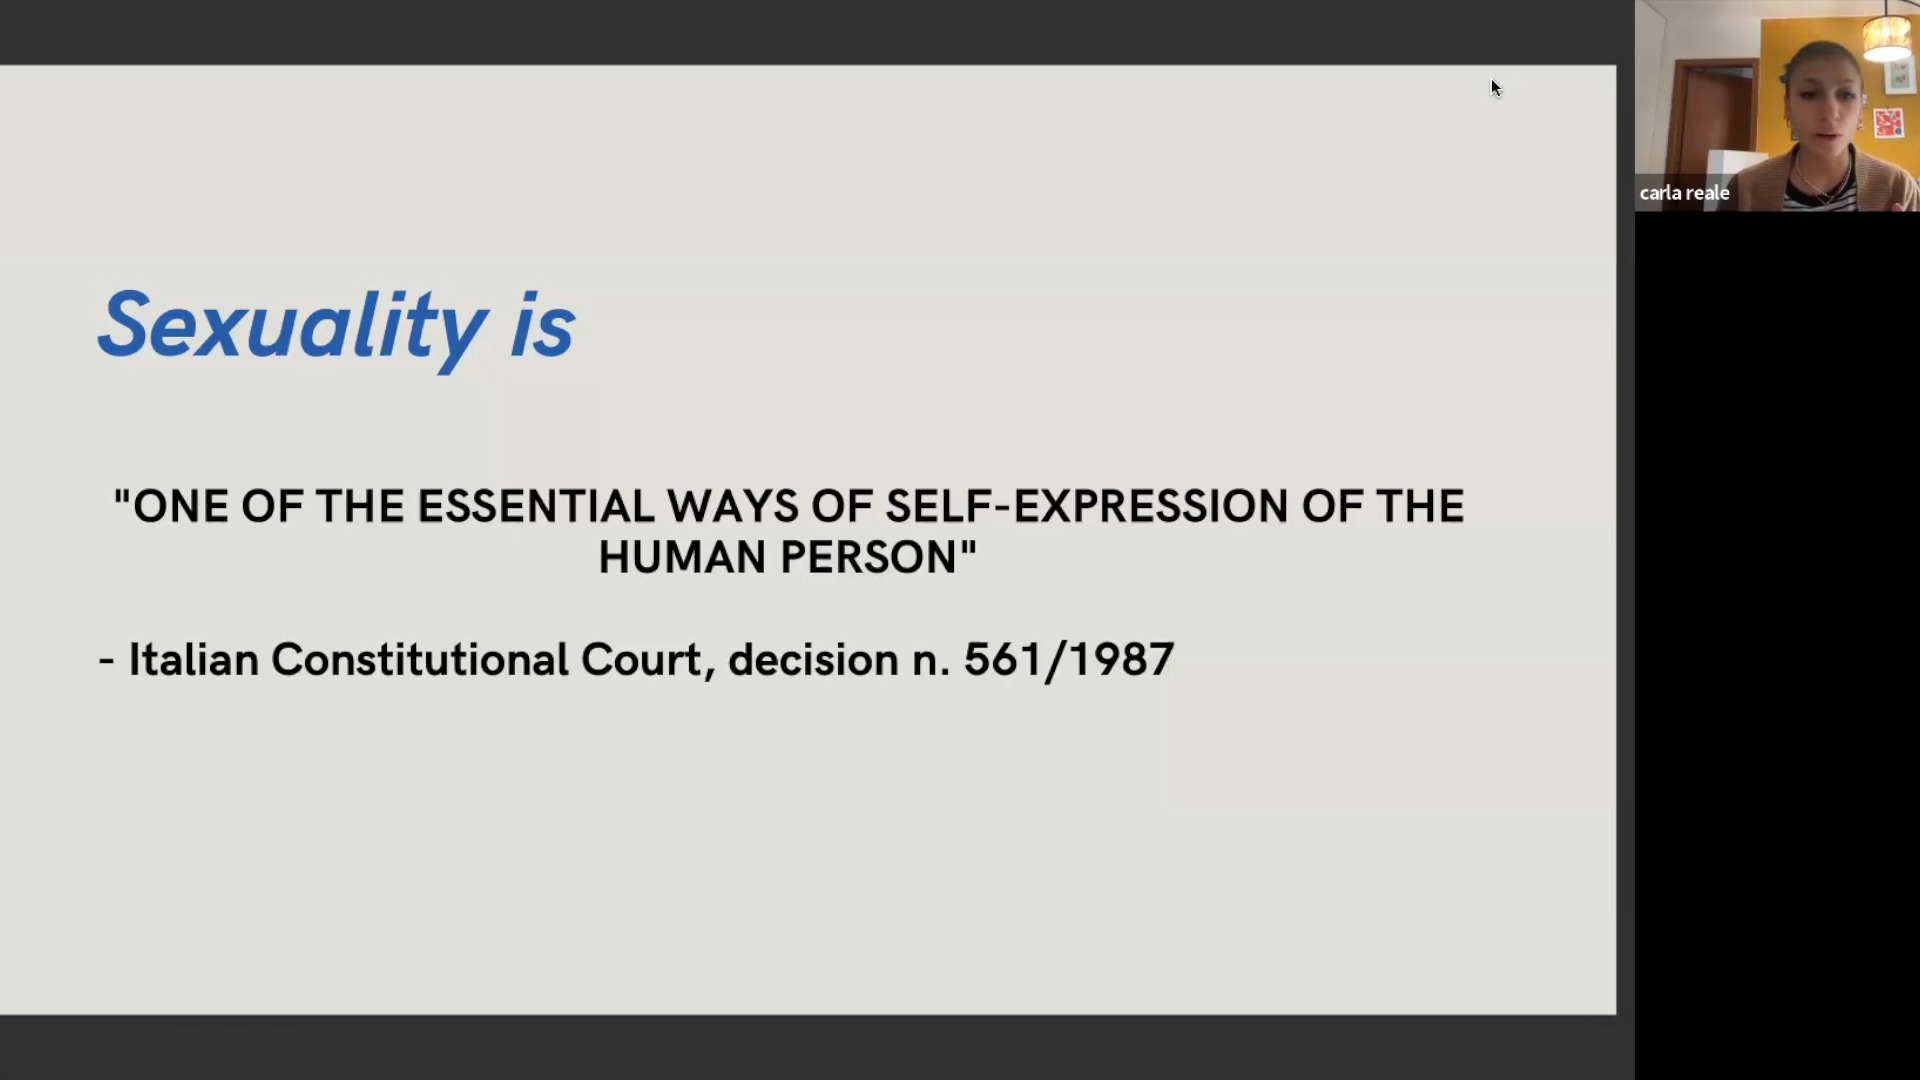 Sexuality is
"ONE OF THE ESSENTIAL WAYS OF SELF-EXPRESSION OF THE
HUMAN PERSON"
- Italian Constitutional Court, decision n. 561/1987
carla reale